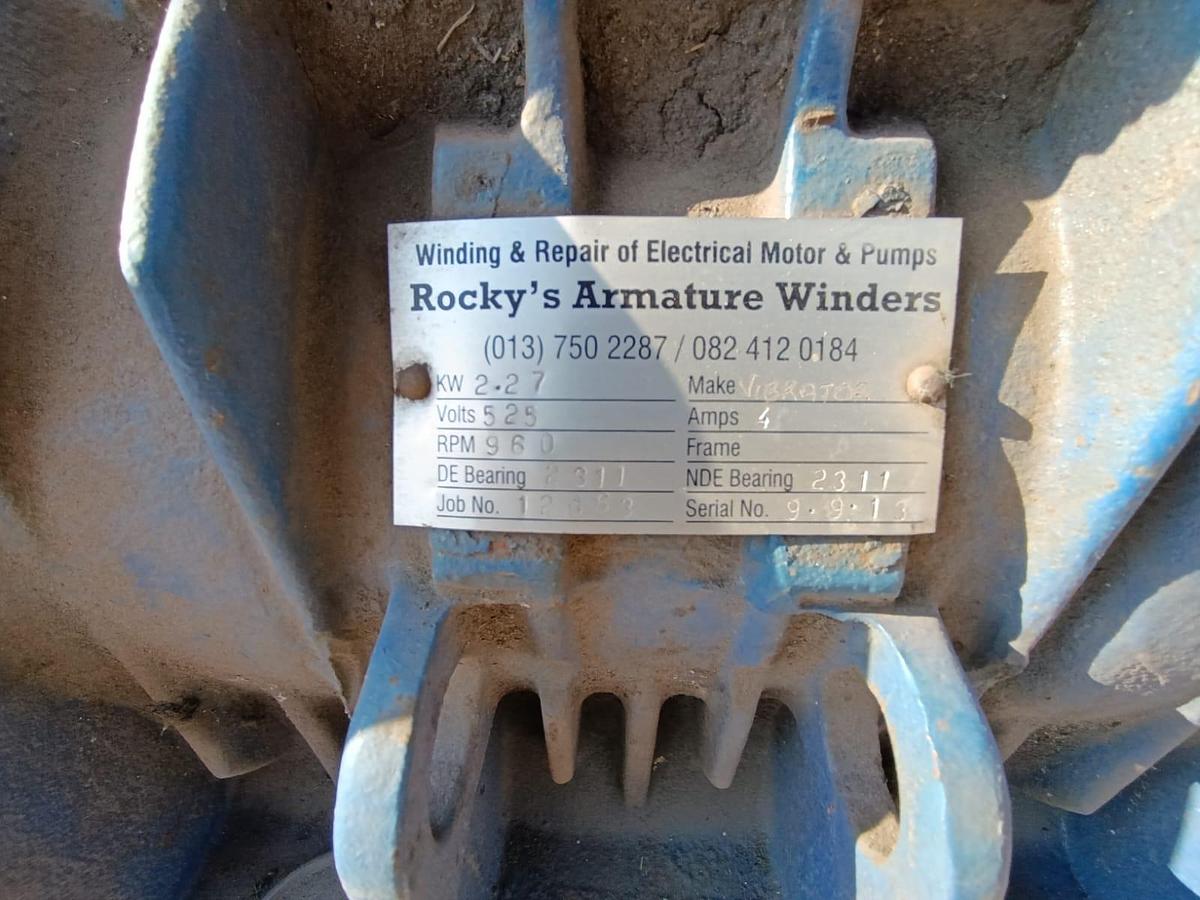 Winding & Repair of Electrical Motor & Pumps
Rocky's Armature Winders
(013) 750 2287 / 082 412 0184
KW 2.27 Make VIBRATOR
Volts 525 Amps 4
RPM 960 Frame
DE Bearing 2311 NDE Bearing 2311
Job No. Serial No. 9.9.13